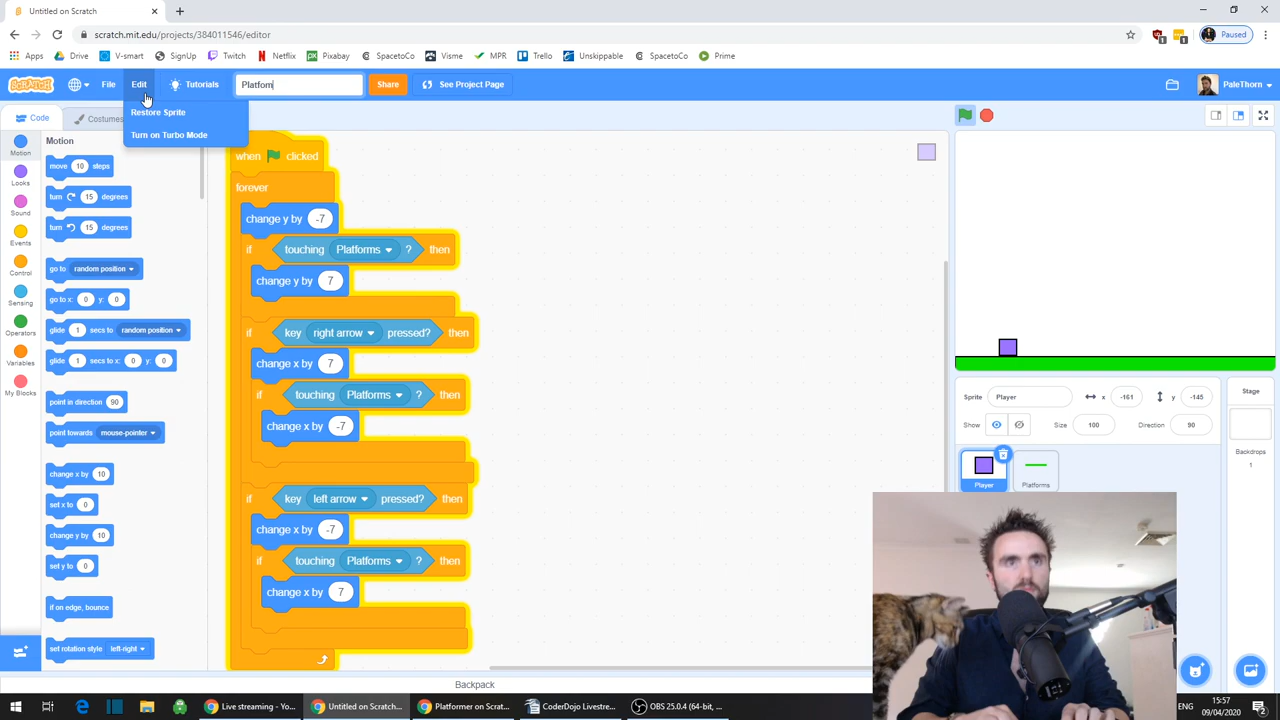 Untitled on Scratch
scratch.mit.edu/projects/384011546/editor
Paused
Apps Drive V-smart SignUp Twitch Netflix Pixabay SpacetoCo Visme MPR Trello Unskippable SpacetoCo Prime
SCRATCH File Edit Tutorials Platfom Share See Project Page PaleThorn
Restore Sprite
Turn on Turbo Mode
Code Costumes
Motion
Looks
Sound
Events
Control
Sensing
Operators
Variables
My Blocks
Motion
move 10 steps
turn 15 degrees
turn 15 degrees
go to random position
go to x: 0 y: 0
glide 1 secs to random position
glide 1 secs to x: 0 y: 0
point in direction 90
point towards mouse-pointer
change x by 10
set x to 0
change y by 10
set y to 0
if on edge, bounce
set rotation style left-right
when clicked
forever
change y by -7
if touching Platforms ? then
change y by 7
if key right arrow pressed? then
change x by 7
if touching Platforms ? then
change x by -7
if key left arrow pressed? then
change x by -7
if touching Platforms ? then
change x by 7
Sprite Player x -161 y -145
Show Size 100 Direction 90
Player
Platforms
Stage
Backdrops
1
Backpack
Live streaming - Yo...
Untitled on Scratch...
Platformer on Scrat...
CoderDojo Livestre...
OBS 25.0.4 (64-bit, ...
ENG
15:57
09/04/2020
2